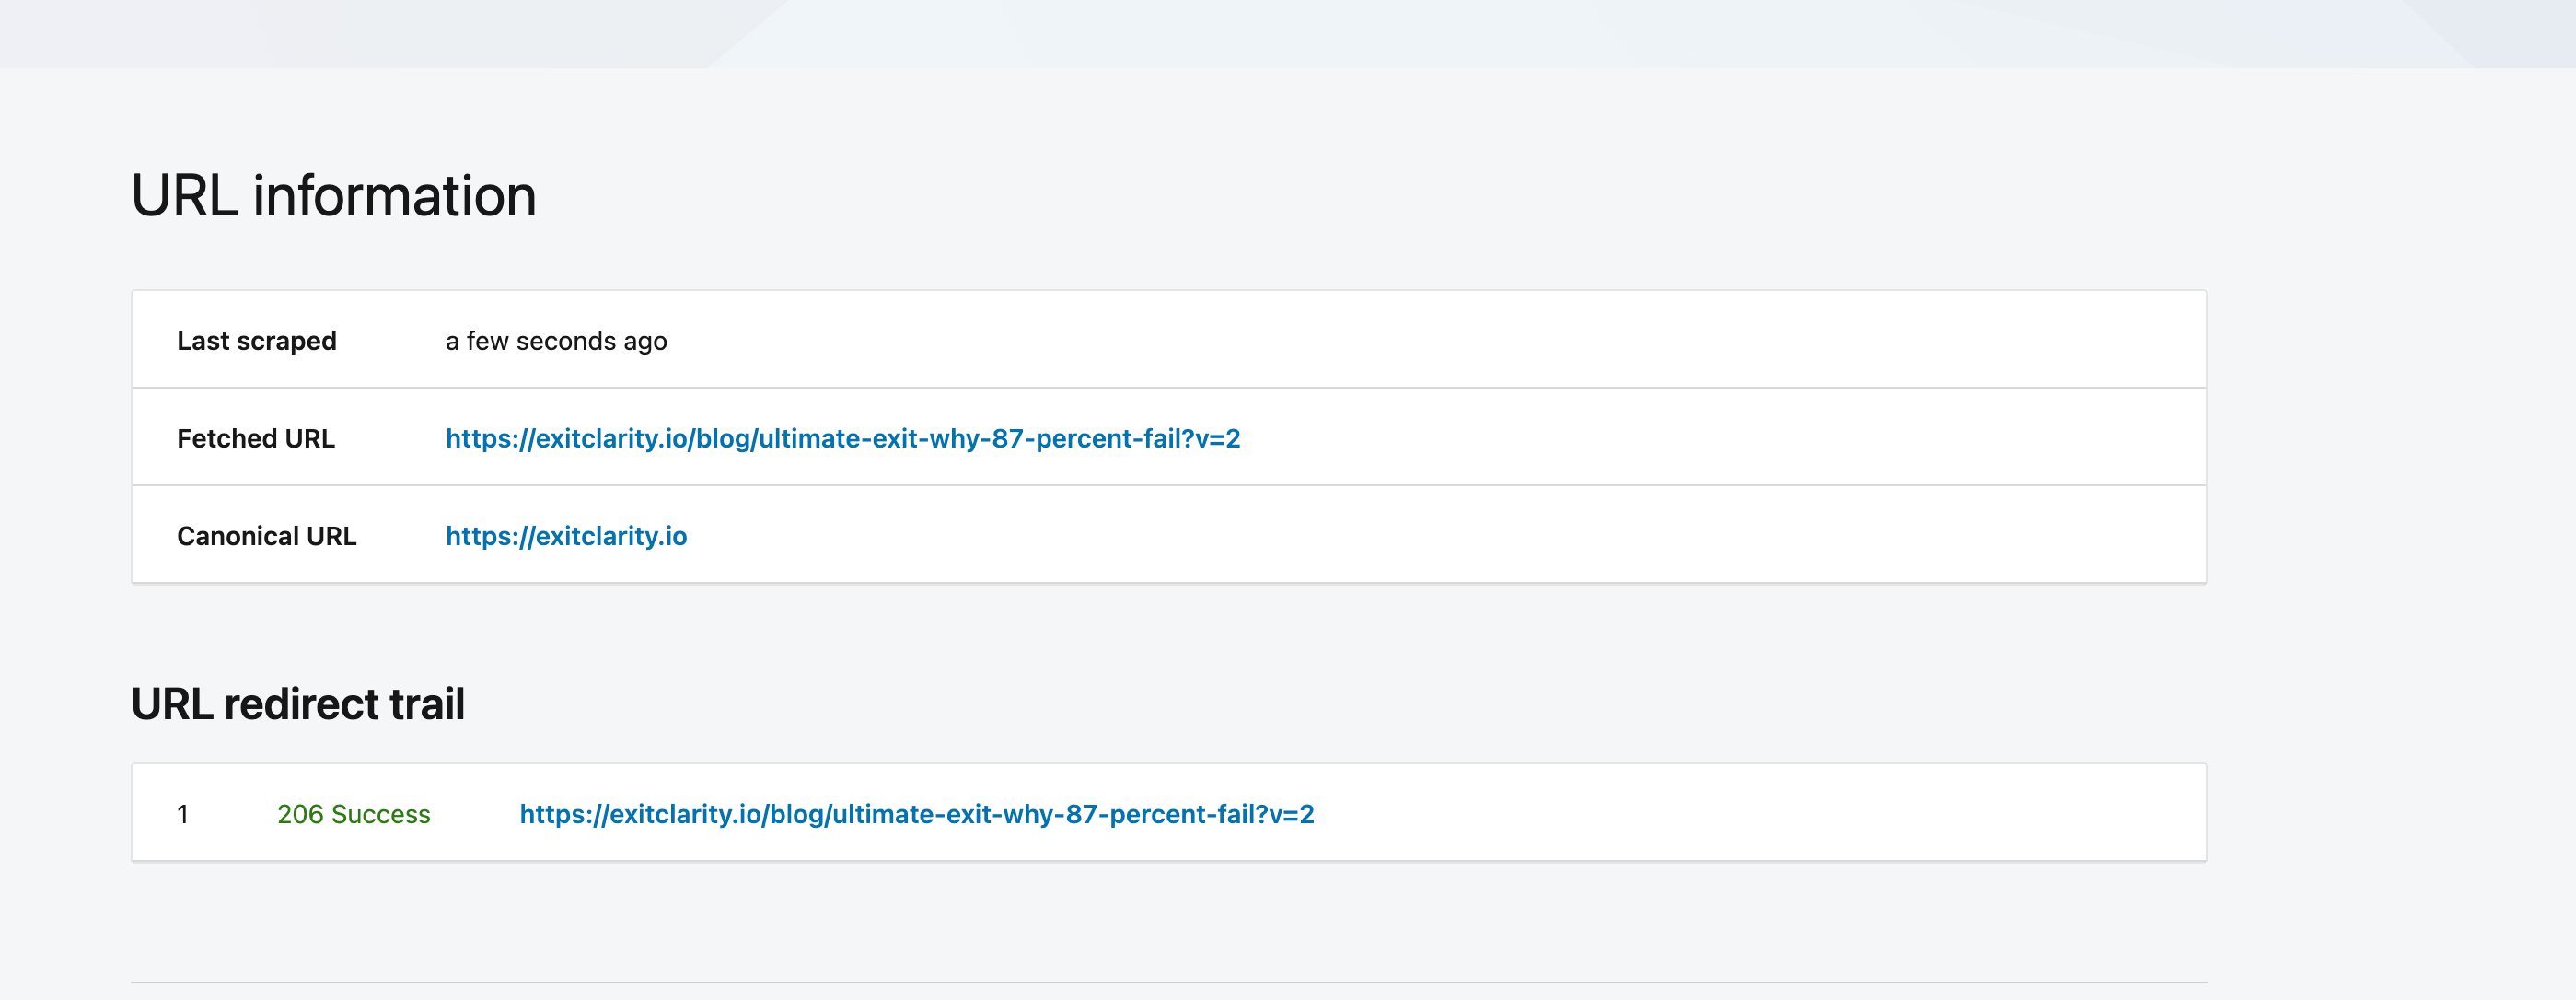 URL information
Last scraped a few seconds ago
Fetched URL https://exitclarity.io/blog/ultimate-exit-why-87-percent-fail?v=2
Canonical URL https://exitclarity.io
URL redirect trail
1 206 Success https://exitclarity.io/blog/ultimate-exit-why-87-percent-fail?v=2